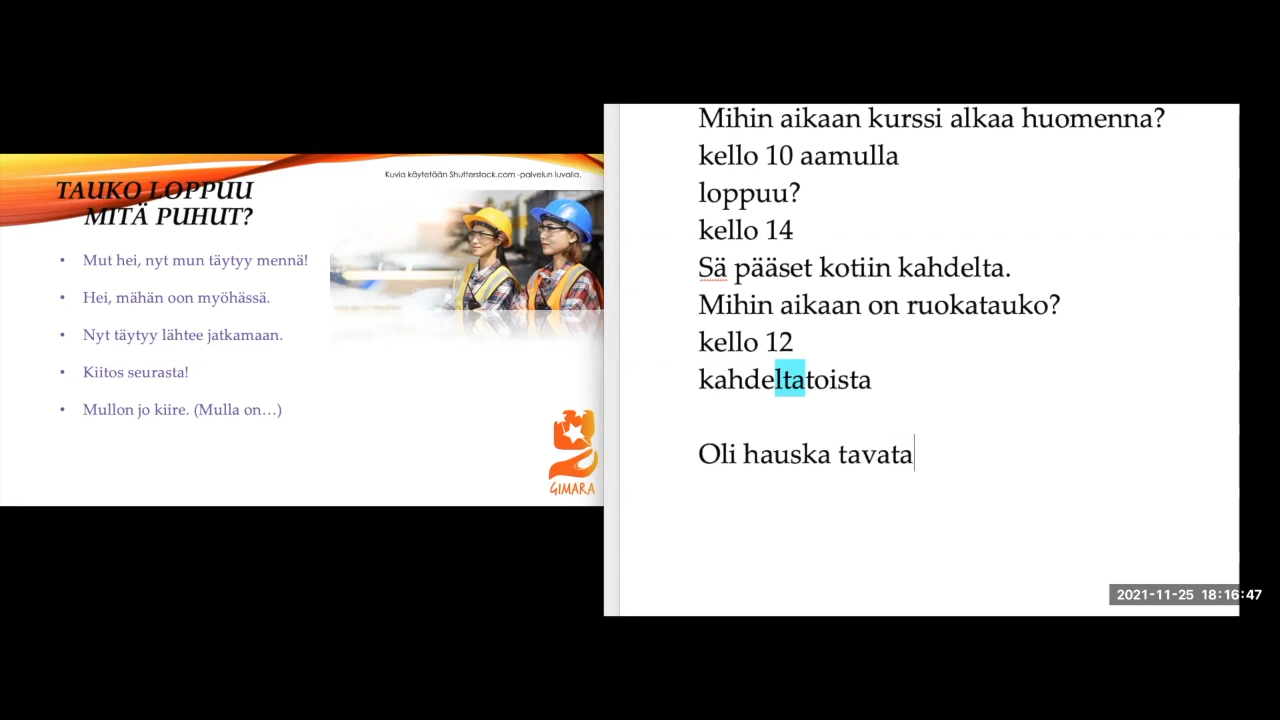 Kuvia käytetään Shutterstock.com -palvelun luvalla.
TAUKO LOPPUU
MITÄ PUHUT?
• Mut hei, nyt mun täytyy mennä!
• Hei, mähän oon myöhässä.
• Nyt täytyy lähtee jatkamaan.
• Kiitos seurasta!
• Mullon jo kiire. (Mulla on…)
GIMARA
Mihin aikaan kurssi alkaa huomenna?
kello 10 aamulla
loppuu?
kello 14
Sä pääset kotiin kahdelta.
Mihin aikaan on ruokatauko?
kello 12
kahdeltatoista
Oli hauska tavata
2021-11-25 18:16:47